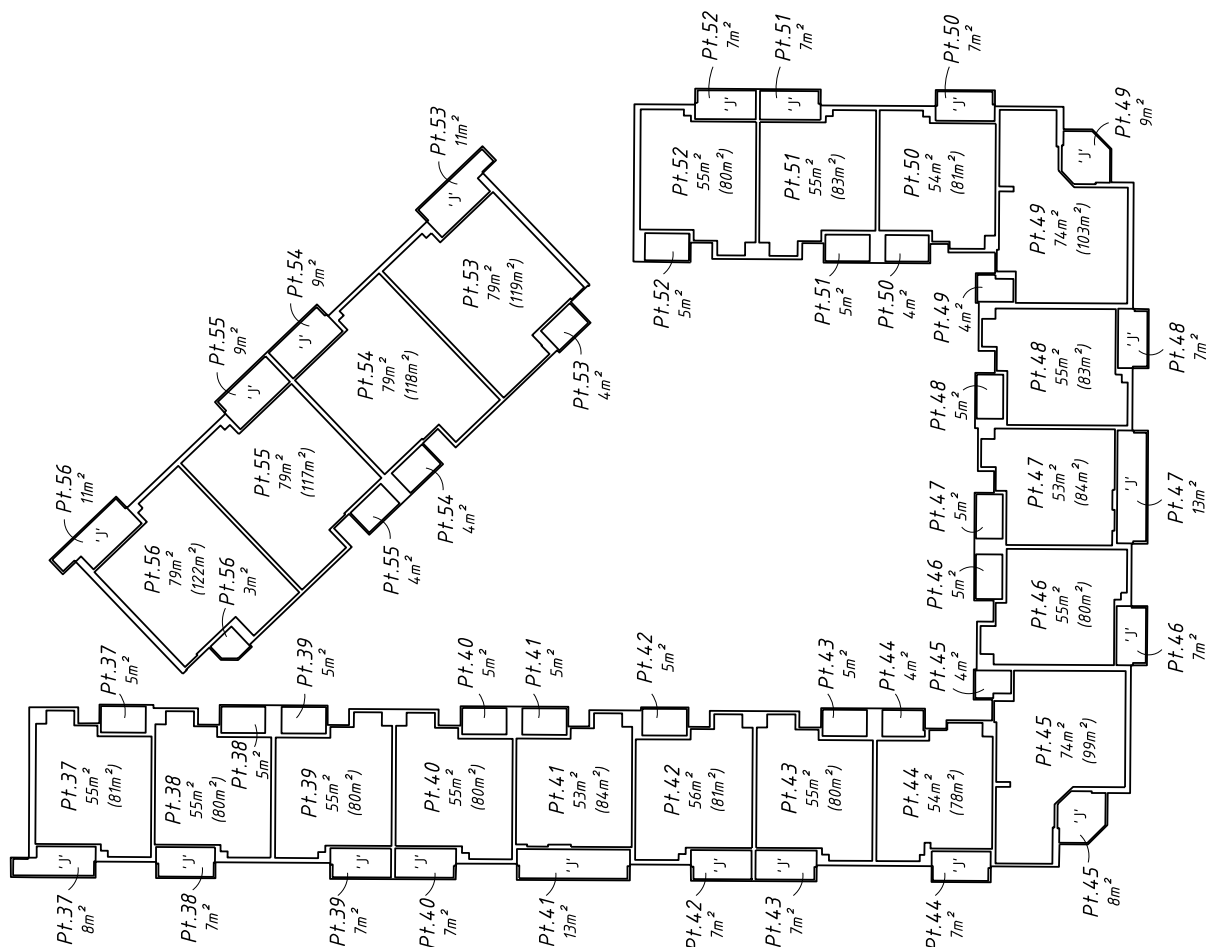 Pt.52
7m²
Pt.51
7m²
Pt.50
7m²
'J'
'J'
'J'
Pt.49
9m²
'J'
Pt.53
11m²
'J'
Pt.52
55m²
(80m²)
Pt.51
55m²
(83m²)
Pt.50
54m²
(81m²)
Pt.49
74m²
(103m²)
Pt.52
5m²
Pt.51
5m²
Pt.50
4m²
Pt.49
4m²
Pt.54
9m²
'J'
Pt.53
79m²
(119m²)
Pt.55
9m²
'J'
Pt.54
79m²
(118m²)
Pt.53
4m²
Pt.48
55m²
(83m²)
'J'
Pt.48
7m²
Pt.48
5m²
Pt.56
11m²
'J'
Pt.55
79m²
(117m²)
Pt.54
4m²
Pt.55
4m²
Pt.47
5m²
Pt.47
53m²
(84m²)
'J'
Pt.47
13m²
Pt.56
79m²
(122m²)
Pt.56
3m²
Pt.46
5m²
Pt.46
55m²
(80m²)
'J'
Pt.46
7m²
Pt.37
5m²
Pt.39
5m²
Pt.40
5m²
Pt.41
5m²
Pt.42
5m²
Pt.43
5m²
Pt.44
4m²
Pt.45
4m²
Pt.45
74m²
(99m²)
Pt.37
55m²
(81m²)
Pt.38
55m²
(80m²)
Pt.38
5m²
Pt.39
55m²
(80m²)
Pt.40
55m²
(80m²)
Pt.41
53m²
(84m²)
Pt.42
56m²
(81m²)
Pt.43
55m²
(80m²)
Pt.44
54m²
(78m²)
'J'
'J'
'J'
'J'
'J'
'J'
'J'
'J'
'J'
Pt.37
8m²
Pt.38
7m²
Pt.39
7m²
Pt.40
7m²
Pt.41
13m²
Pt.42
7m²
Pt.43
7m²
Pt.44
7m²
Pt.45
8m²